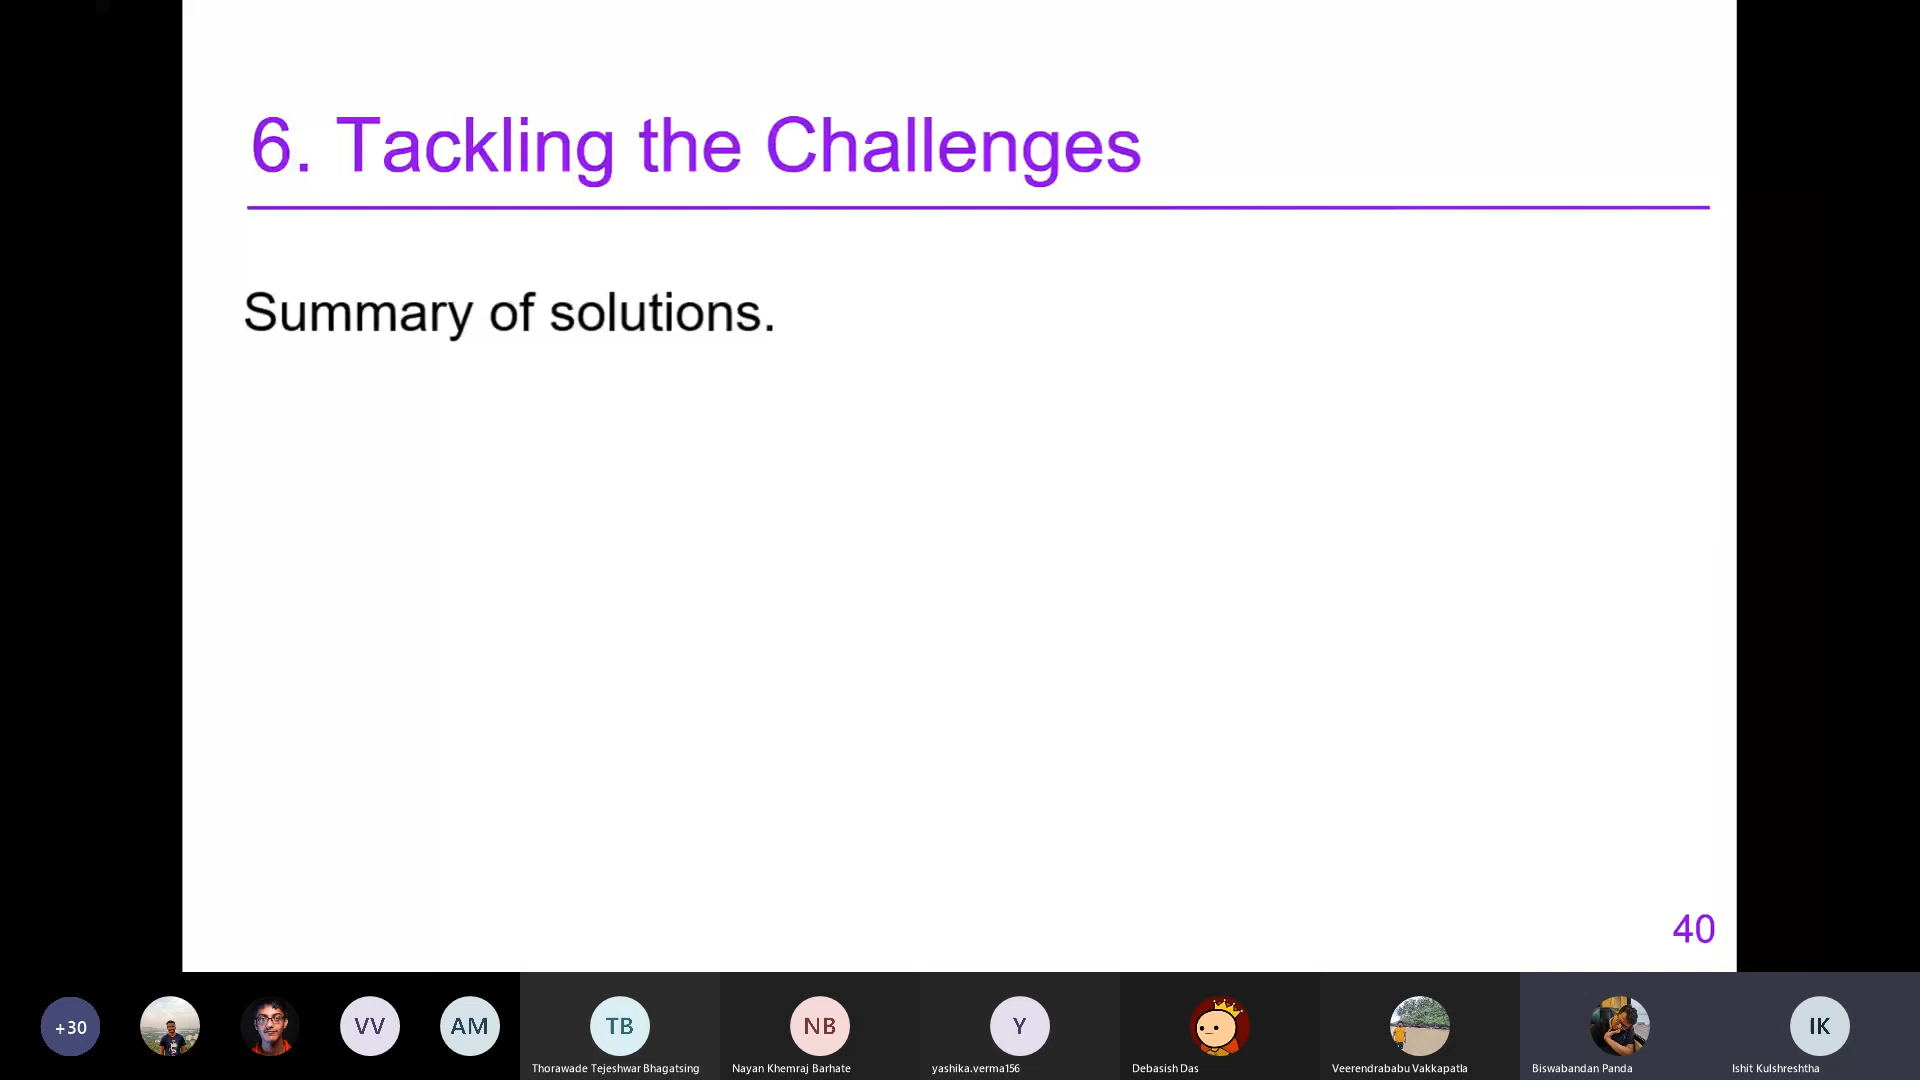 6. Tackling the Challenges
Summary of solutions.
40
+30
VV
AM
TB
NB
Y
IK
Thorawade Tejeshwar Bhagatsing
Nayan Khemraj Barhate
yashika.verma156
Debasish Das
Veerendrababu Vakkapatla
Biswabandan Panda
Ishit Kulshreshtha